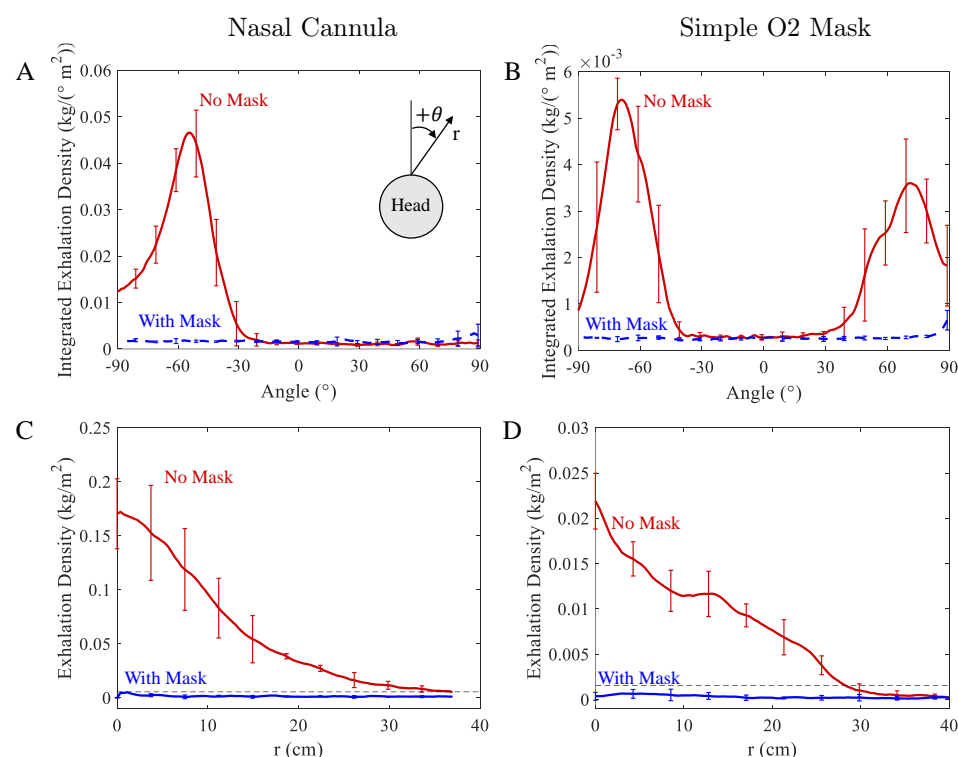 Nasal Cannula
Simple O2 Mask
A
Integrated Exhalation Density (kg/(° m²))
0.06
0.05
0.04
0.03
0.02
0.01
0
-90 -60 -30 0 30 60 90
Angle (°)
No Mask
With Mask
+θ
r
Head
B
Integrated Exhalation Density (kg/(° m²))
×10⁻³
6
5
4
3
2
1
0
-90 -60 -30 0 30 60 90
Angle (°)
No Mask
With Mask
C
Exhalation Density (kg/m²)
0.25
0.2
0.15
0.1
0.05
0
0 10 20 30 40
r (cm)
No Mask
With Mask
D
Exhalation Density (kg/m²)
0.03
0.025
0.02
0.015
0.01
0.005
0
0 10 20 30 40
r (cm)
No Mask
With Mask